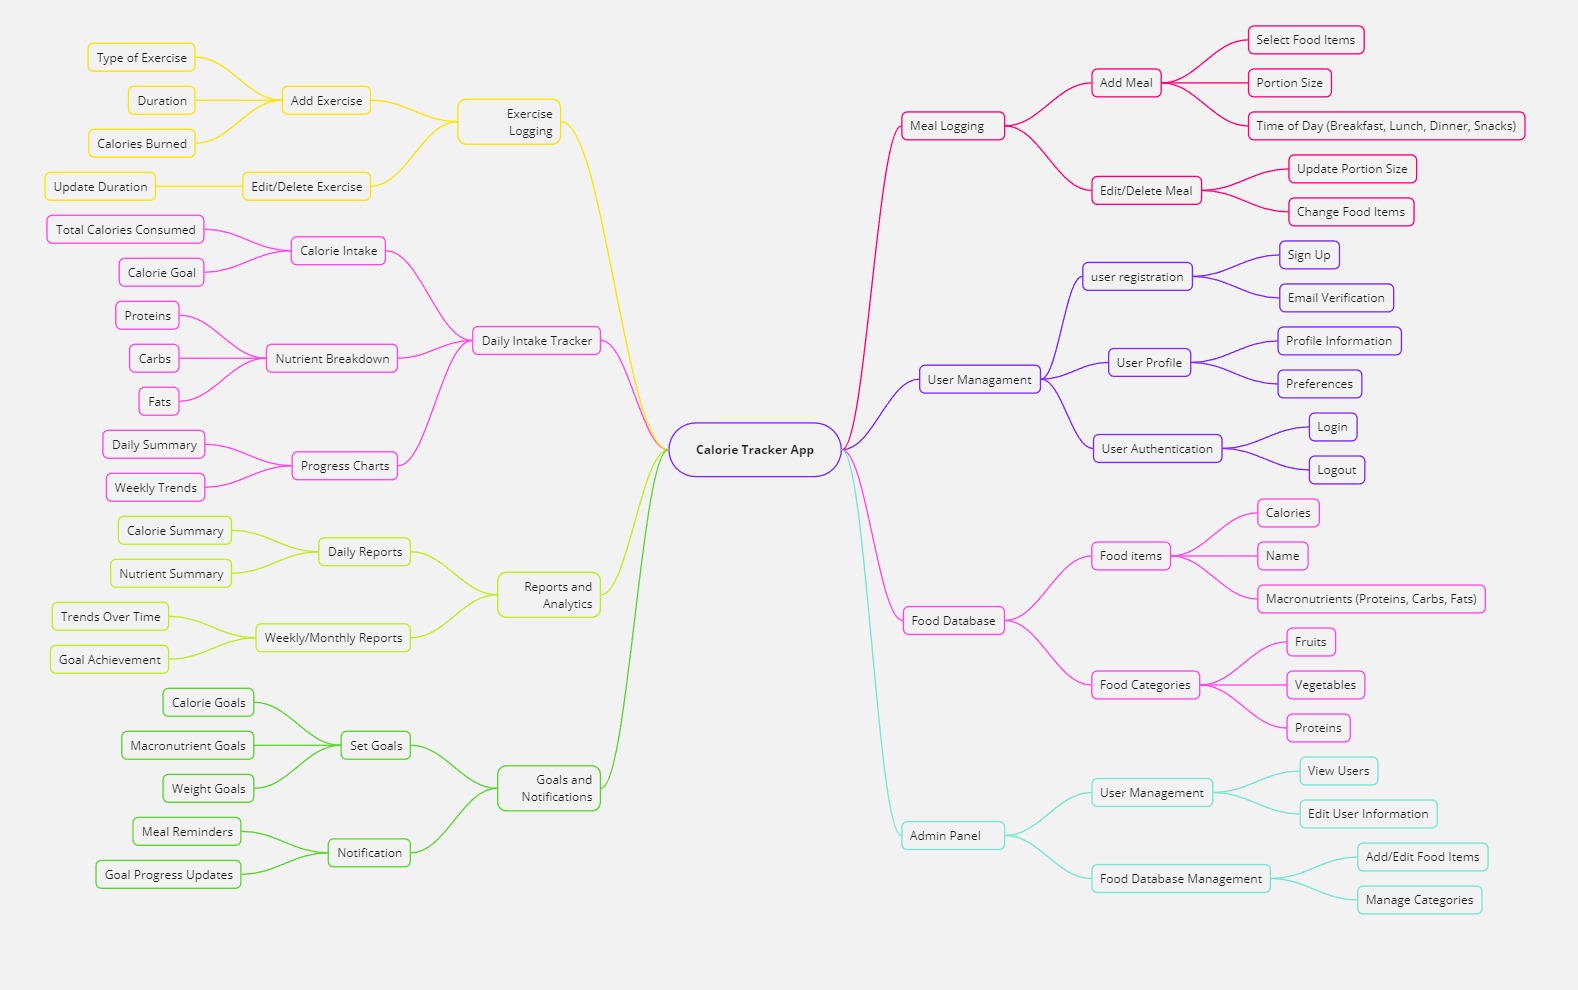 Calorie Tracker App
Exercise
Logging
Add Exercise
Type of Exercise
Duration
Calories Burned
Edit/Delete Exercise
Update Duration
Daily Intake Tracker
Calorie Intake
Total Calories Consumed
Calorie Goal
Nutrient Breakdown
Proteins
Carbs
Fats
Progress Charts
Daily Summary
Weekly Trends
Reports and
Analytics
Daily Reports
Calorie Summary
Nutrient Summary
Weekly/Monthly Reports
Trends Over Time
Goal Achievement
Goals and
Notifications
Set Goals
Calorie Goals
Macronutrient Goals
Weight Goals
Notification
Meal Reminders
Goal Progress Updates
Meal Logging
Add Meal
Select Food Items
Portion Size
Time of Day (Breakfast, Lunch, Dinner, Snacks)
Edit/Delete Meal
Update Portion Size
Change Food Items
User Managament
user registration
Sign Up
Email Verification
User Profile
Profile Information
Preferences
User Authentication
Login
Logout
Food Database
Food items
Calories
Name
Macronutrients (Proteins, Carbs, Fats)
Food Categories
Fruits
Vegetables
Proteins
Admin Panel
User Management
View Users
Edit User Information
Food Database Management
Add/Edit Food Items
Manage Categories